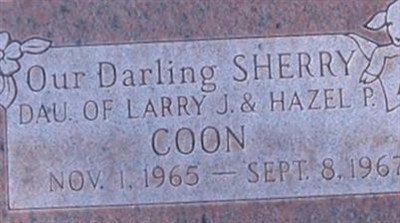 Our Darling SHERRY
DAU. OF LARRY J. & HAZEL P.
COON
NOV. 1, 1965 — SEPT. 8, 1967